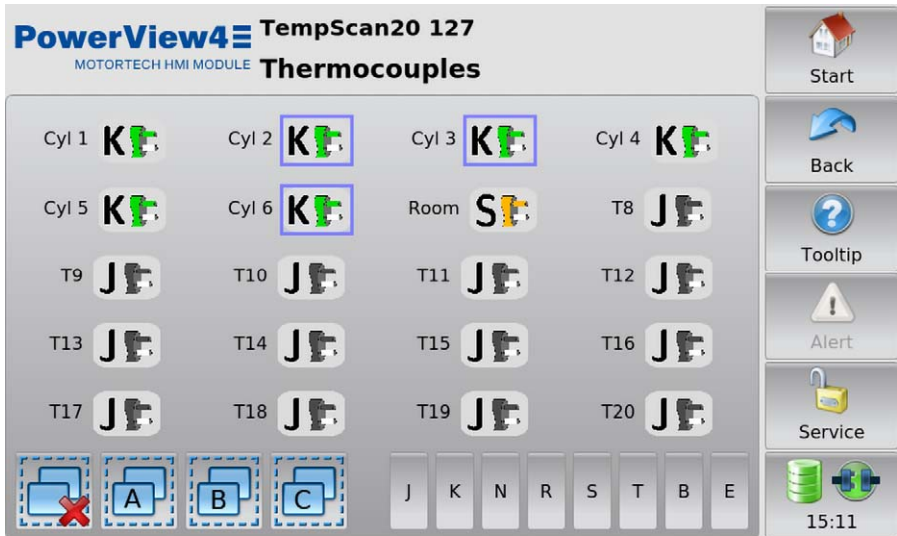 PowerView4
MOTORTECH HMI MODULE
TempScan20 127
Thermocouples
Start
Back
Tooltip
Alert
Service
15:11
Cyl 1 K Cyl 2 K Cyl 3 K Cyl 4 K
Cyl 5 K Cyl 6 K Room S T8 J
T9 J T10 J T11 J T12 J
T13 J T14 J T15 J T16 J
T17 J T18 J T19 J T20 J
A B C J K N R S T B E